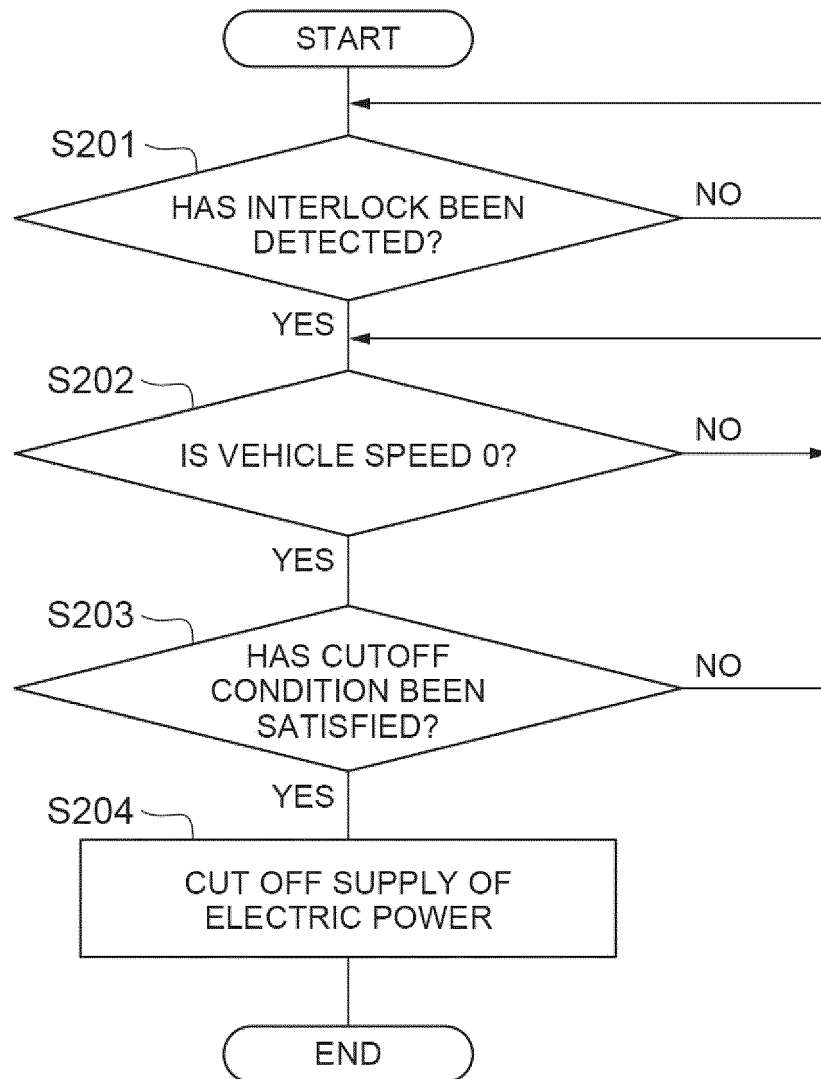 START
S201
HAS INTERLOCK BEEN
DETECTED?
NO
YES
S202
IS VEHICLE SPEED 0?
NO
YES
S203
HAS CUTOFF
CONDITION BEEN
SATISFIED?
NO
YES
S204
CUT OFF SUPPLY OF
ELECTRIC POWER
END